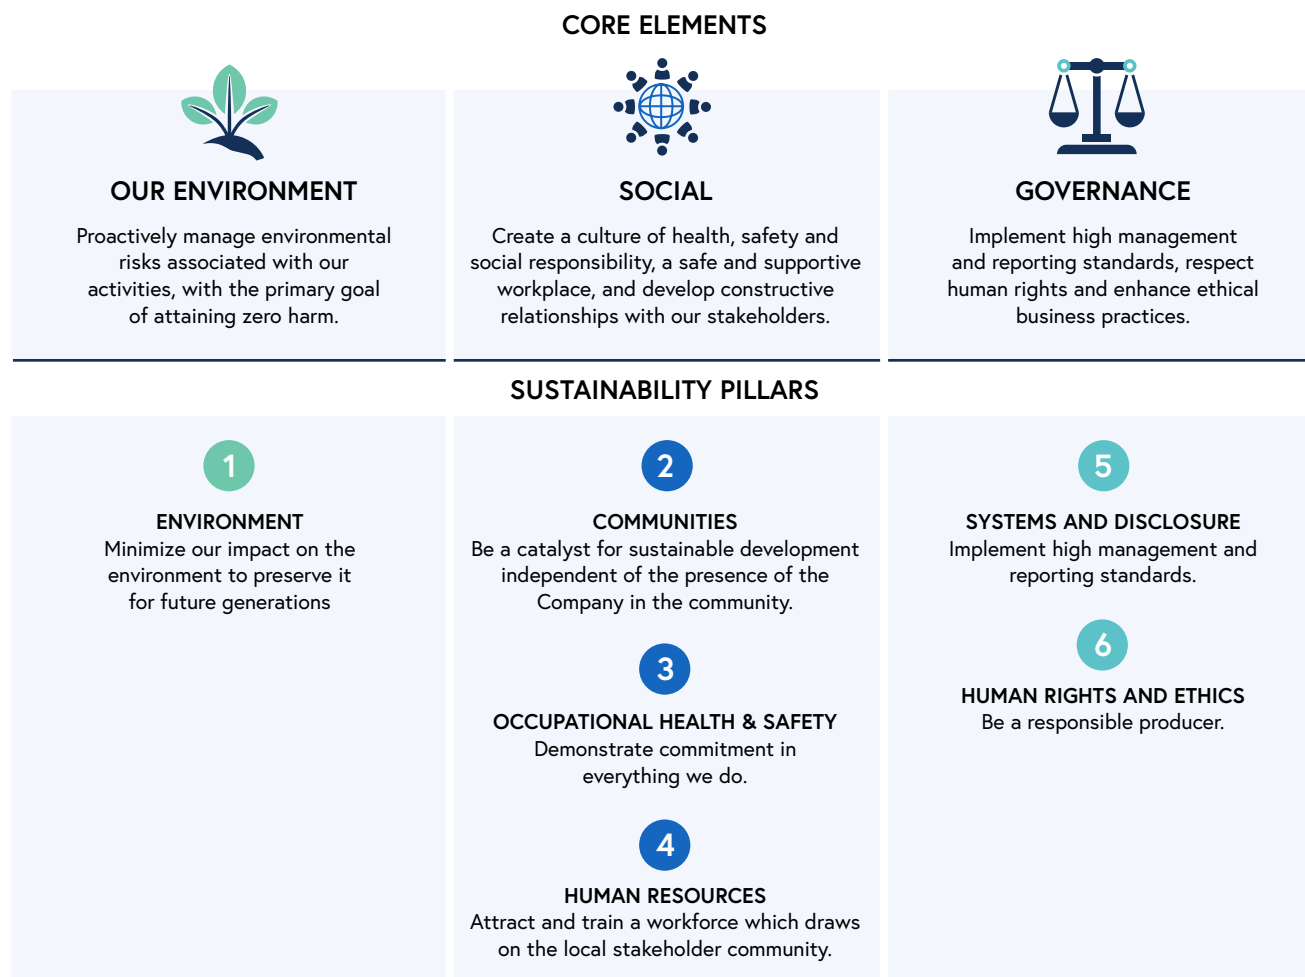 CORE ELEMENTS
OUR ENVIRONMENT
Proactively manage environmental
risks associated with our
activities, with the primary goal
of attaining zero harm.
SOCIAL
Create a culture of health, safety and
social responsibility, a safe and supportive
workplace, and develop constructive
relationships with our stakeholders.
GOVERNANCE
Implement high management
and reporting standards, respect
human rights and enhance ethical
business practices.
SUSTAINABILITY PILLARS
1
ENVIRONMENT
Minimize our impact on the
environment to preserve it
for future generations
2
COMMUNITIES
Be a catalyst for sustainable development
independent of the presence of the
Company in the community.
3
OCCUPATIONAL HEALTH & SAFETY
Demonstrate commitment in
everything we do.
4
HUMAN RESOURCES
Attract and train a workforce which draws
on the local stakeholder community.
5
SYSTEMS AND DISCLOSURE
Implement high management and
reporting standards.
6
HUMAN RIGHTS AND ETHICS
Be a responsible producer.